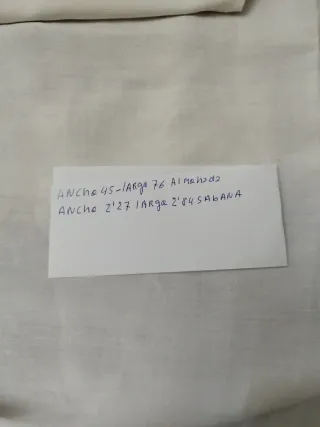 ANCho 45-lARgo 76 Almohada
ANCho 2'27 lARgo 2'84 SAbANA